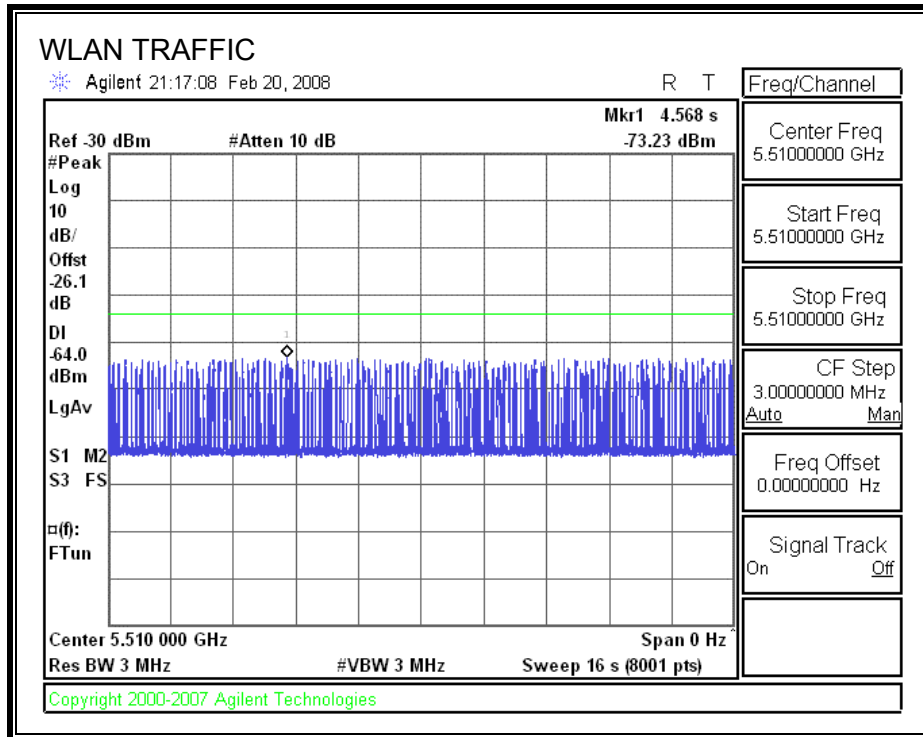 WLAN TRAFFIC
Agilent 21:17:08 Feb 20, 2008
R T
Mkr1 4.568 s
Ref -30 dBm #Atten 10 dB -73.23 dBm
#Peak
Log
10
dB/
Offst
-26.1
dB
DI
-64.0
dBm
LgAv
S1 M2
S3 FS
¤(f):
FTun
1
Center 5.510 000 GHz Span 0 Hz^
Res BW 3 MHz #VBW 3 MHz Sweep 16 s (8001 pts)
Copyright 2000-2007 Agilent Technologies
Freq/Channel
Center Freq
5.51000000 GHz
Start Freq
5.51000000 GHz
Stop Freq
5.51000000 GHz
CF Step
3.00000000 MHz
Auto Man
Freq Offset
0.00000000 Hz
Signal Track
On Off